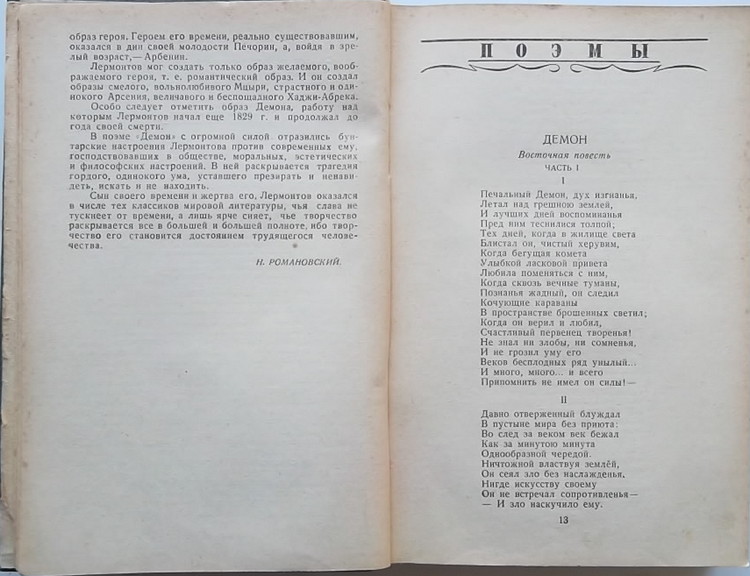 образ героя. Героем его времени, реально существовавшим,
оказался в дни своей молодости Печорин, а, войдя в зре-
лый возраст,— Арбенин.
Лермонтов мог создать только образ желаемого, вооб-
ражаемого героя, т. е. романтический образ. И он создал
образы смелого, вольнолюбивого Мцыри, страстного и оди-
нокого Арсения, величавого и беспощадного Хаджи-Абрека.
Особо следует отметить образ Демона, работу над
которым Лермонтов начал еще 1829 г. и продолжал до
года своей смерти.
В поэме «Демон» с огромной силой отразились бун-
тарские настроения Лермонтова против современных ему,
господствовавших в обществе, моральных, эстетических
и философских настроений. В ней раскрывается трагедия
гордого, одинокого ума, уставшего презирать и ненави-
деть, искать и не находить.
Сын своего времени и жертва его, Лермонтов оказался
в числе тех классиков мировой литературы, чья слава не
тускнеет от времени, а лишь ярче сияет, чье творчество
раскрывается все в большей и большей полноте, ибо твор-
чество его становится достоянием трудящегося человече-
чества.
Н. РОМАНОВСКИЙ.
ПОЭМЫ
ДЕМОН
Восточная повесть
ЧАСТЬ I
I
Печальный Демон, дух изгнанья,
Летал над грешною землей,
И лучших дней воспоминанья
Пред ним теснилися толпой;
Тех дней, когда в жилище света
Блистал он, чистый херувим,
Когда бегущая комета
Улыбкой ласковой привета
Любила поменяться с ним,
Когда сквозь вечные туманы,
Познанья жадный, он следил
Кочующие караваны
В пространстве брошенных светил;
Когда он верил и любил,
Счастливый первенец творенья!
Не знал ни злобы, ни сомненья,
И не грозил уму его
Веков бесплодных ряд унылый...
И много, много... и всего
Припомнить не имел он силы!—
II
Давно отверженный блуждал
В пустыне мира без приюта:
Во след за веком век бежал
Как за минутою минута
Однообразной чередой.
Ничтожной властвуя землёй,
Он сеял зло без наслажденья.
Нигде искусству своему
Он не встречал сопротивленья—
— И зло наскучило ему.
13